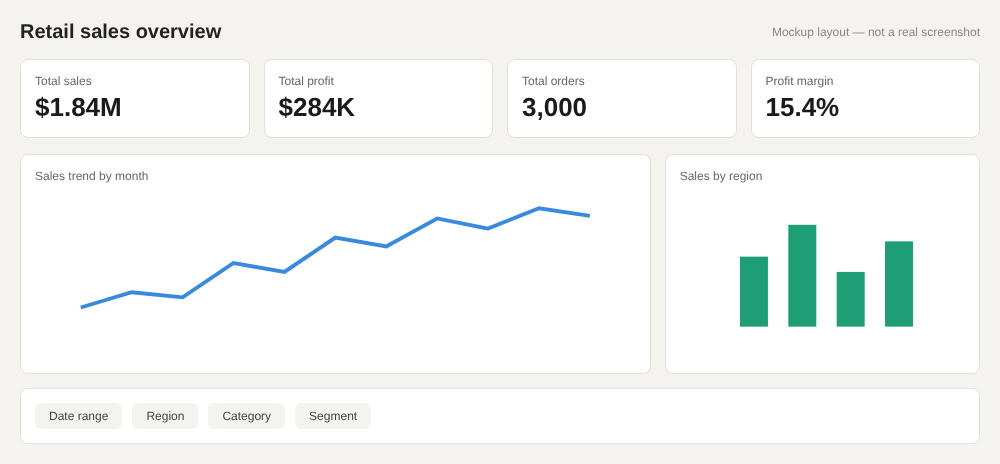 Retail sales overview
Mockup layout — not a real screenshot
Total sales
$1.84M
Total profit
$284K
Total orders
3,000
Profit margin
15.4%
Sales trend by month
Sales by region
Date range
Region
Category
Segment